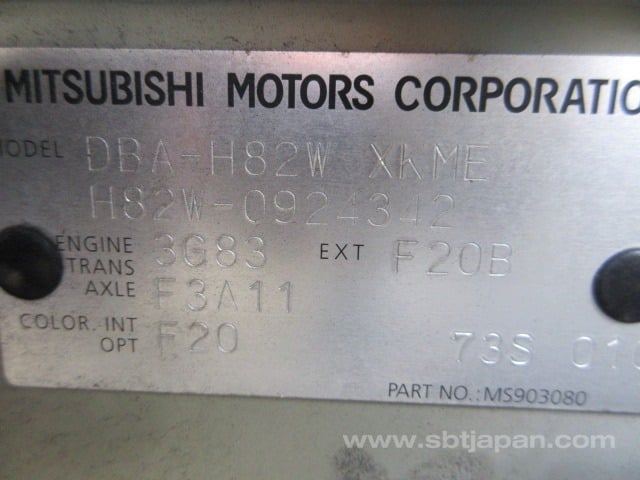 MITSUBISHI MOTORS CORPORATIO
MODEL DBA-H82W XKME
H82W-0924342
ENGINE 3G83 EXT F20B
TRANS
AXLE F3A11
COLOR. INT F20
OPT 73S 010
PART NO.: MS903080
www.sbtjapan.com